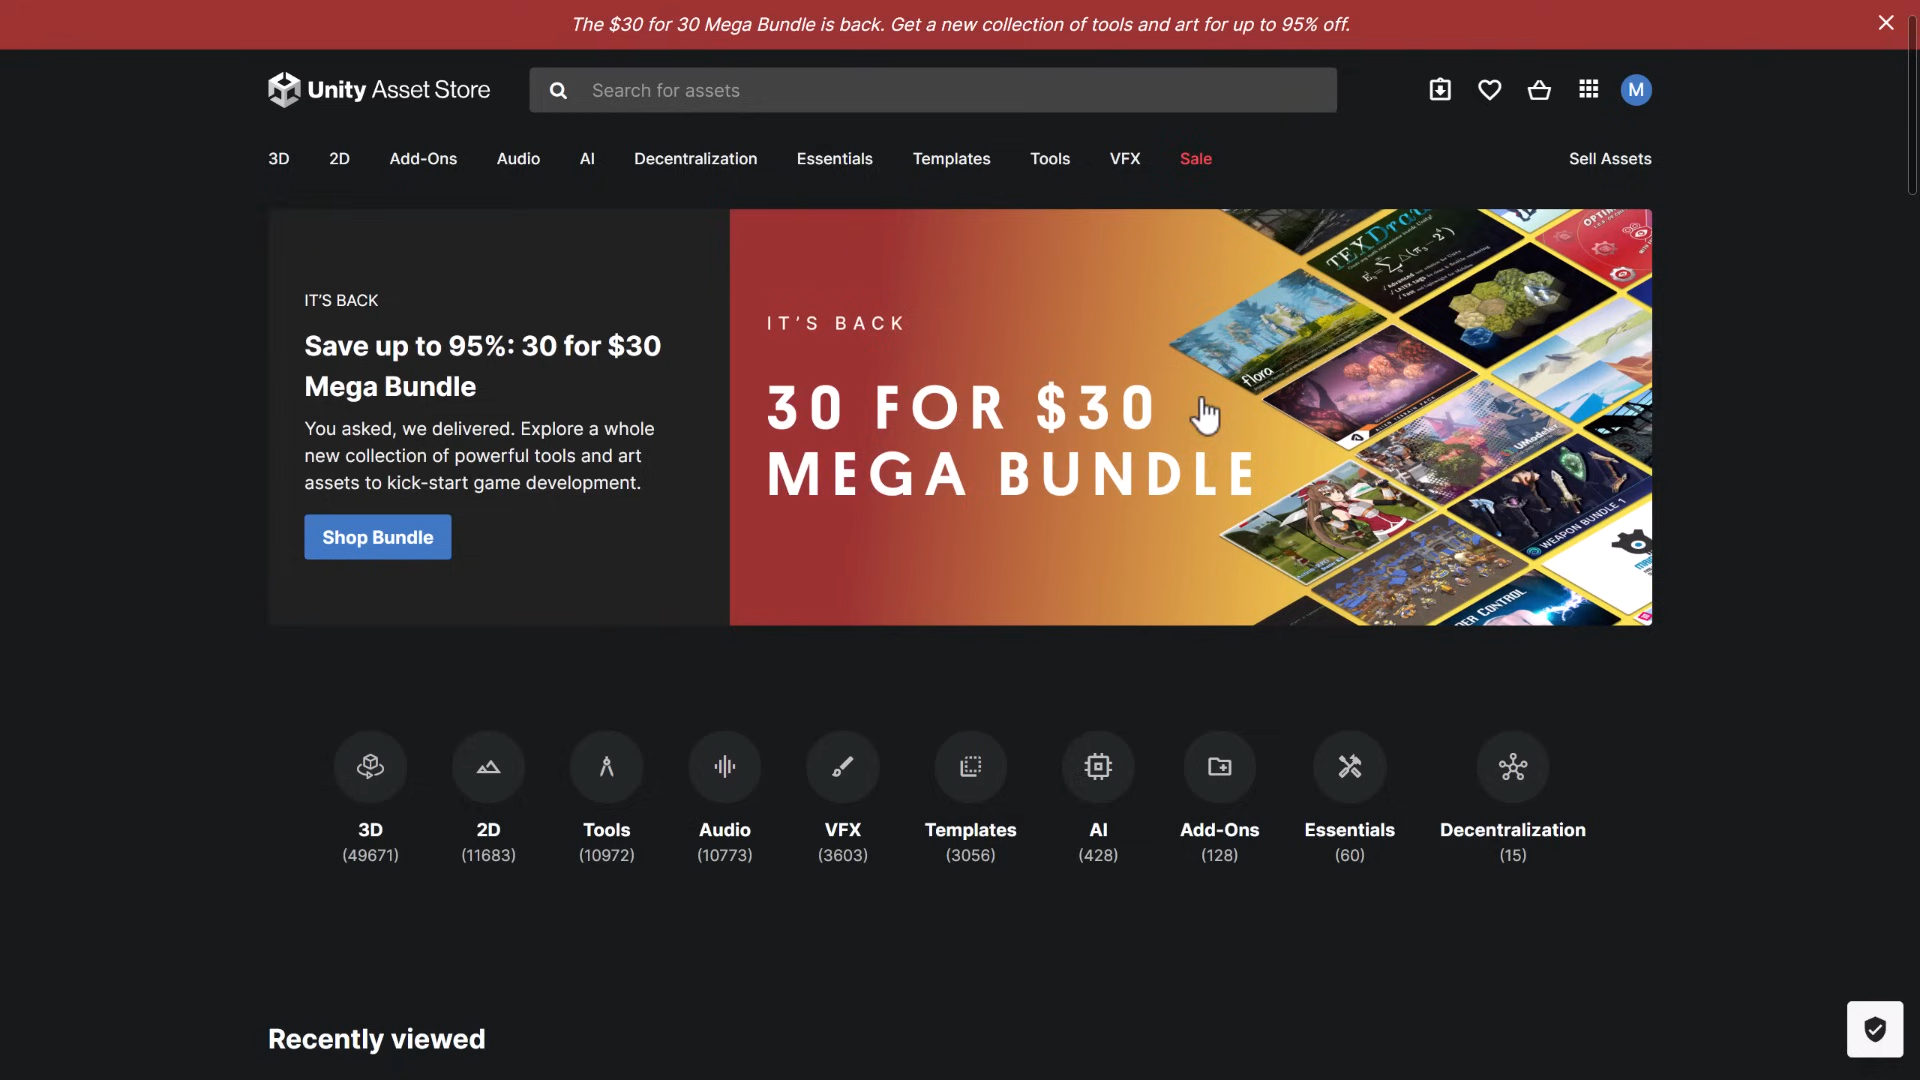 The $30 for 30 Mega Bundle is back. Get a new collection of tools and art for up to 95% off.
Unity Asset Store
Search for assets
M
3D 2D Add-Ons Audio AI Decentralization Essentials Templates Tools VFX Sale Sell Assets
IT'S BACK
Save up to 95%: 30 for $30
Mega Bundle
You asked, we delivered. Explore a whole
new collection of powerful tools and art
assets to kick-start game development.
Shop Bundle
IT'S BACK
30 FOR $30
MEGA BUNDLE
TEXDraw
flora
UModeler
WEAPON BUNDLE 1
3D 2D Tools Audio VFX Templates AI Add-Ons Essentials Decentralization
(49671) (11683) (10972) (10773) (3603) (3056) (428) (128) (60) (15)
Recently viewed